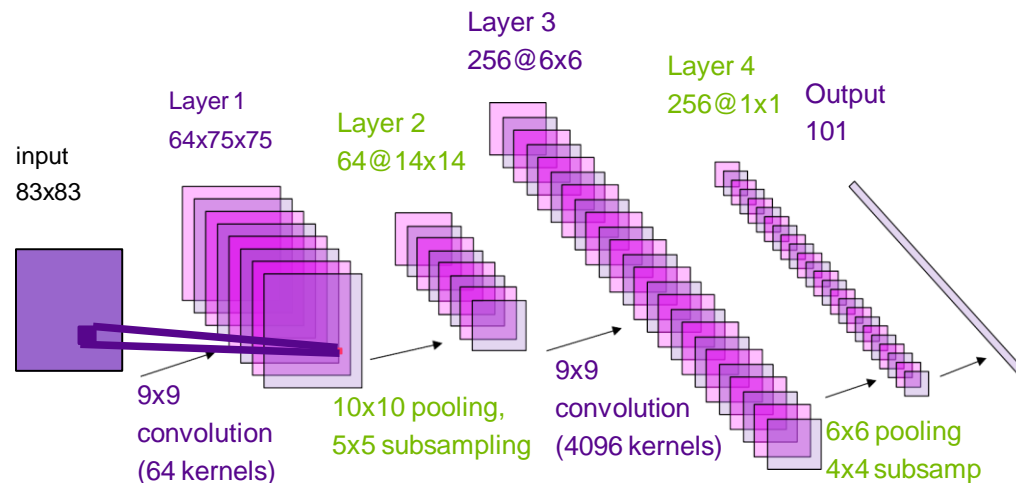 input
83x83
Layer 1
64x75x75
Layer 2
64@14x14
Layer 3
256@6x6
Layer 4
256@1x1
Output
101
9x9
convolution
(64 kernels)
10x10 pooling,
5x5 subsampling
9x9
convolution
(4096 kernels)
6x6 pooling
4x4 subsamp